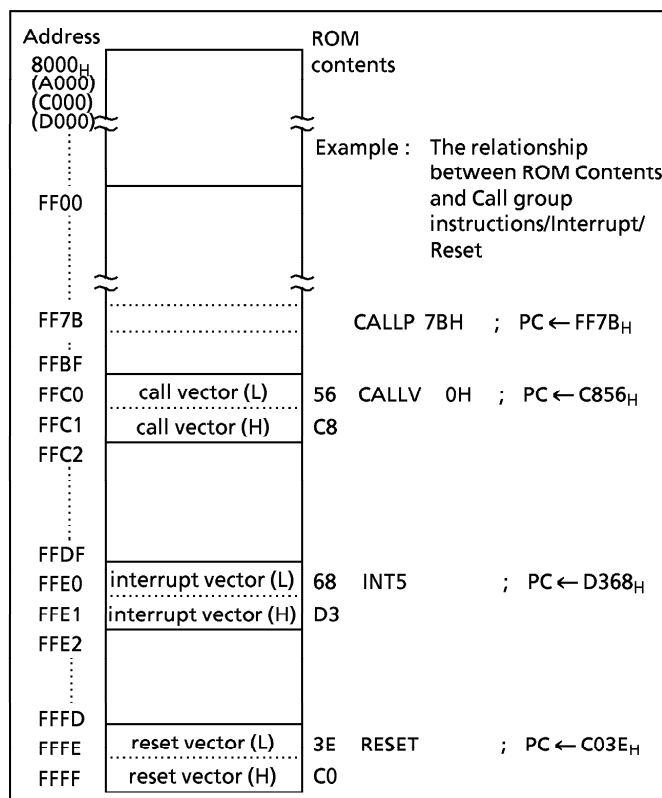 Address ROM
8000H contents
(A000)
(C000)
(D000)
Example : The relationship
between ROM Contents
FF00 and Call group
instructions/Interrupt/
Reset
FF7B CALLP 7BH ; PC ← FF7BH
FFBF
FFC0 call vector (L) 56 CALLV 0H ; PC ← C856H
FFC1 call vector (H) C8
FFC2
FFDF
FFE0 interrupt vector (L) 68 INT5 ; PC ← D368H
FFE1 interrupt vector (H) D3
FFE2
FFFD
FFFE reset vector (L) 3E RESET ; PC ← C03EH
FFFF reset vector (H) C0